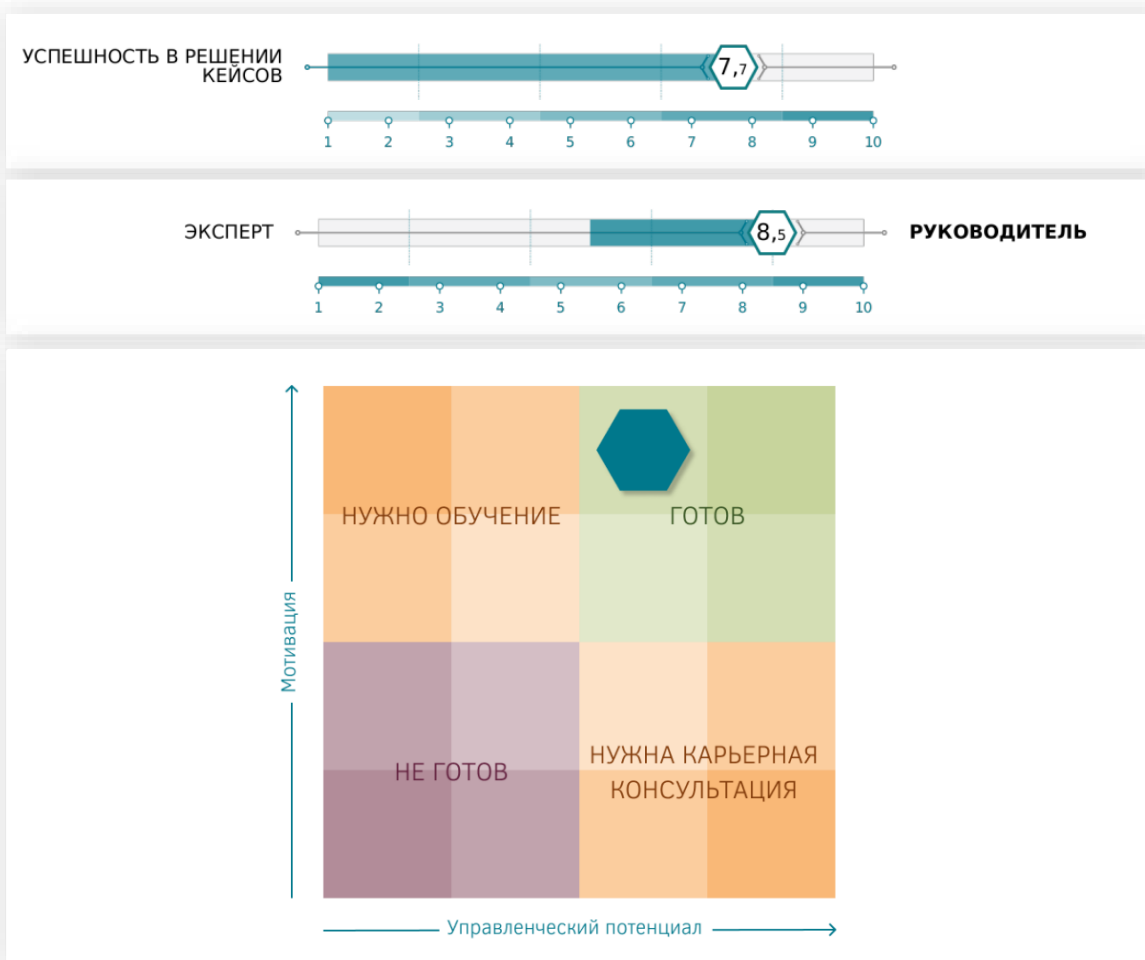 УСПЕШНОСТЬ В РЕШЕНИИ
КЕЙСОВ
7,7
1 2 3 4 5 6 7 8 9 10
ЭКСПЕРТ 8,5 РУКОВОДИТЕЛЬ
1 2 3 4 5 6 7 8 9 10
НУЖНО ОБУЧЕНИЕ ГОТОВ
Мотивация
НЕ ГОТОВ
НУЖНА КАРЬЕРНАЯ
КОНСУЛЬТАЦИЯ
Управленческий потенциал